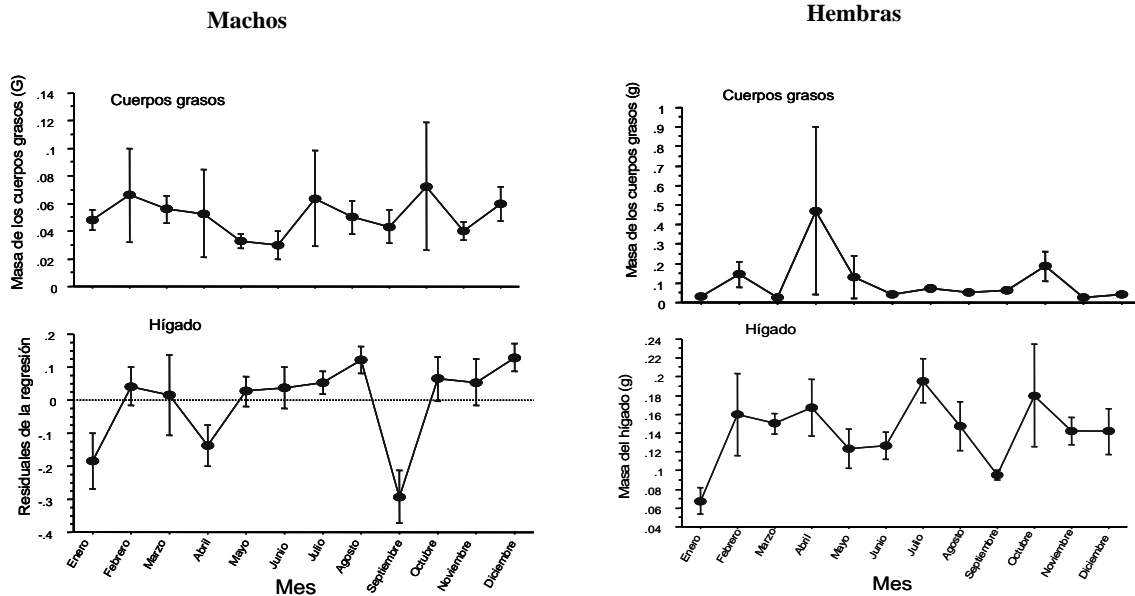 Machos
Cuerpos grasos
Masa de los cuerpos grasos (G)
.14
.12
.1
.08
.06
.04
.02
0
Hígado
Residuales de la regresión
.2
.1
0
-.1
-.2
-.3
-.4
Enero
Febrero
Marzo
Abril
Mayo
Junio
Julio
Agosto
Septiembre
Octubre
Noviembre
Diciembre
Mes
Hembras
Cuerpos grasos
Masa de los cuerpos grasos (g)
1
.9
.8
.7
.6
.5
.4
.3
.2
.1
0
Hígado
Masa del hígado (g)
.24
.22
.2
.18
.16
.14
.12
.1
.08
.06
.04
Enero
Febrero
Marzo
Abril
Mayo
Junio
Julio
Agosto
Septiembre
Octubre
Noviembre
Diciembre
Mes